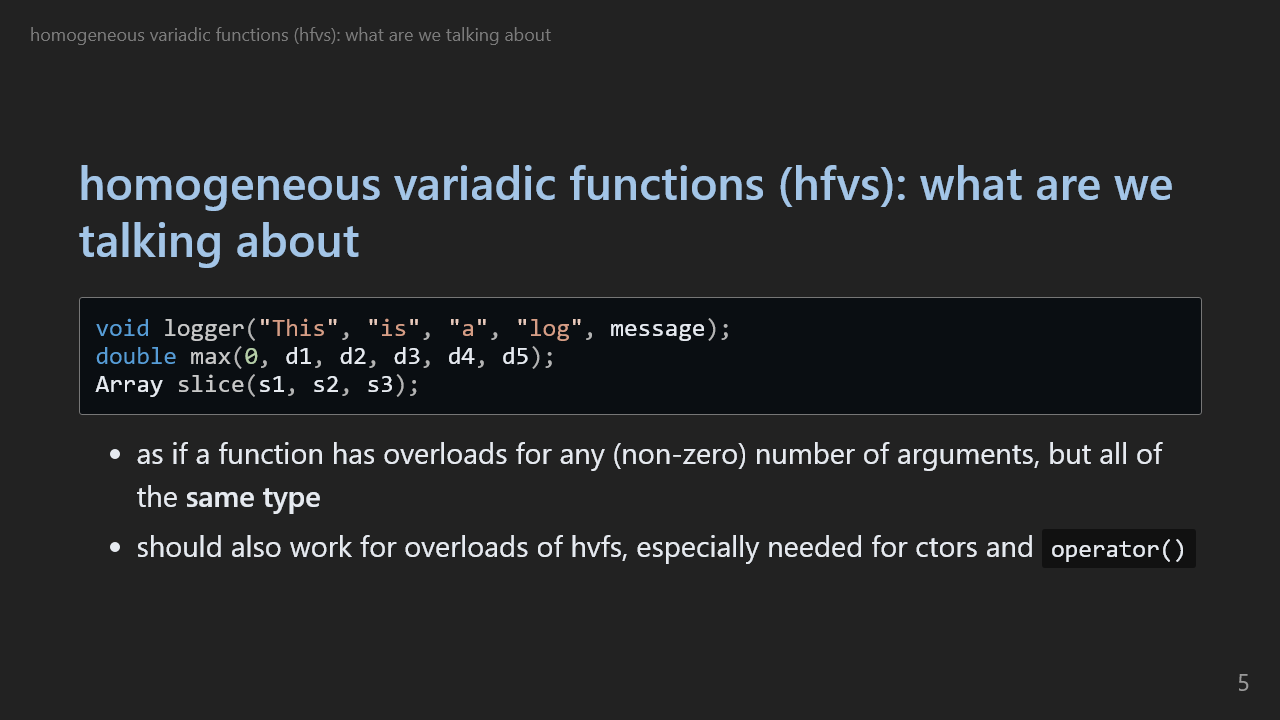 homogeneous variadic functions (hfvs): what are we talking about
homogeneous variadic functions (hfvs): what are we
talking about
void logger("This", "is", "a", "log", message);
double max(0, d1, d2, d3, d4, d5);
Array slice(s1, s2, s3);
• as if a function has overloads for any (non-zero) number of arguments, but all of
the same type
• should also work for overloads of hvfs, especially needed for ctors and operator()
5